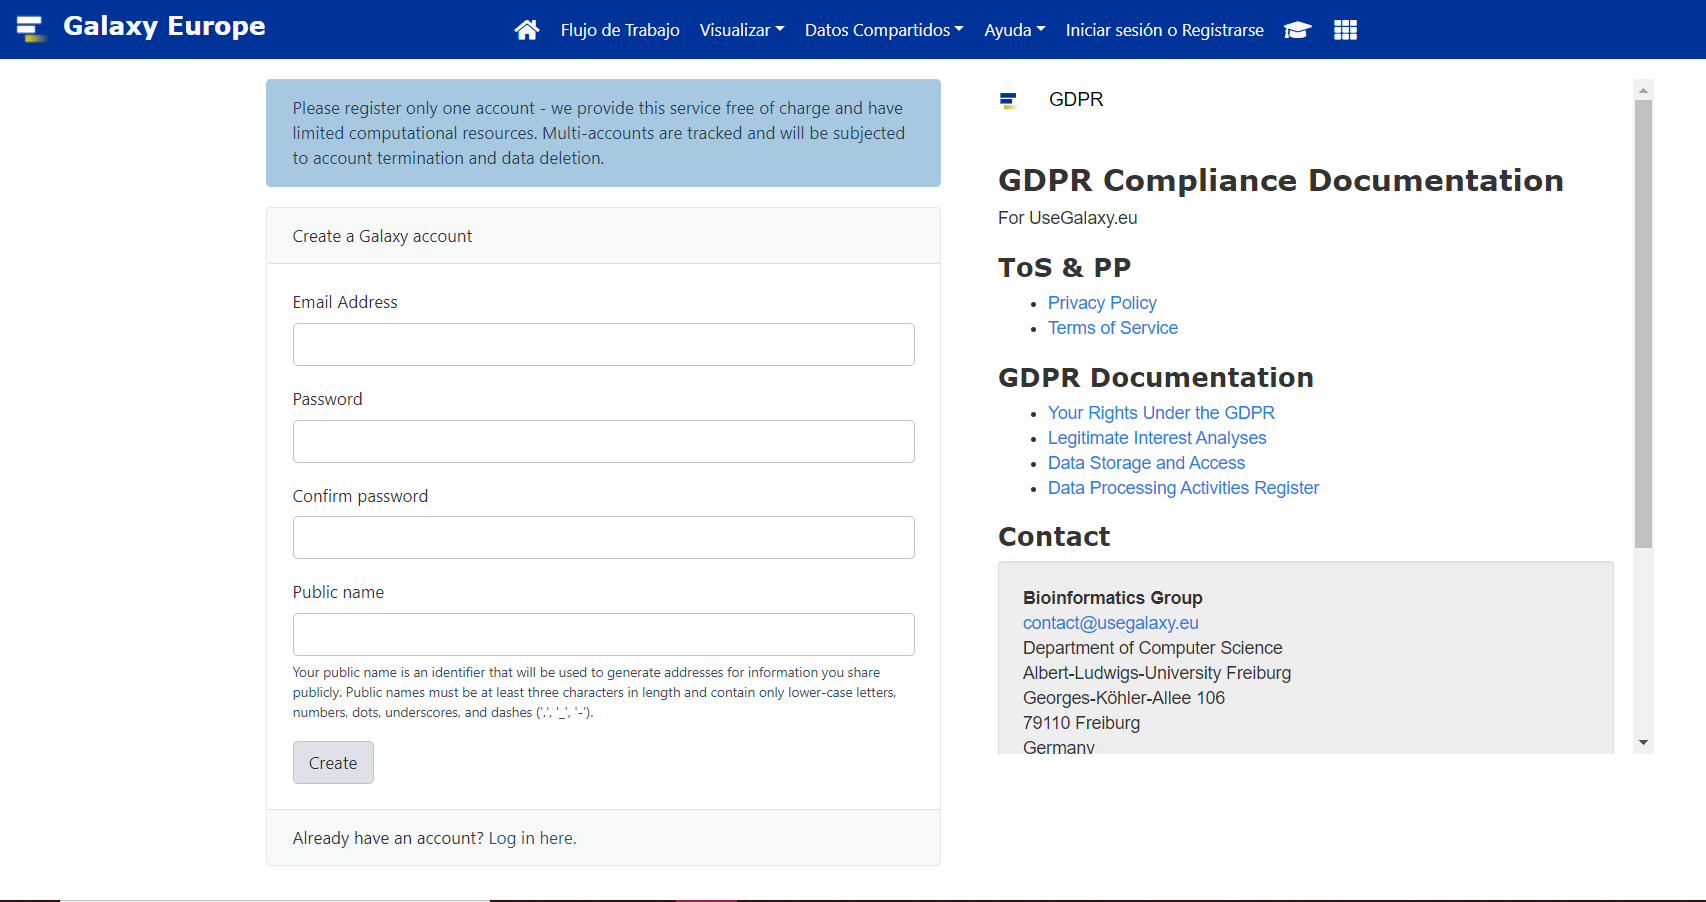 Galaxy Europe
Flujo de Trabajo Visualizar Datos Compartidos Ayuda Iniciar sesión o Registrarse
Please register only one account - we provide this service free of charge and have
limited computational resources. Multi-accounts are tracked and will be subjected
to account termination and data deletion.
Create a Galaxy account
Email Address
Password
Confirm password
Public name
Your public name is an identifier that will be used to generate addresses for information you share
publicly. Public names must be at least three characters in length and contain only lower-case letters,
numbers, dots, underscores, and dashes ('.', '_', '-').
Create
Already have an account? Log in here.
GDPR
GDPR Compliance Documentation
For UseGalaxy.eu
ToS & PP
• Privacy Policy
• Terms of Service
GDPR Documentation
• Your Rights Under the GDPR
• Legitimate Interest Analyses
• Data Storage and Access
• Data Processing Activities Register
Contact
Bioinformatics Group
contact@usegalaxy.eu
Department of Computer Science
Albert-Ludwigs-University Freiburg
Georges-Köhler-Allee 106
79110 Freiburg
Germany